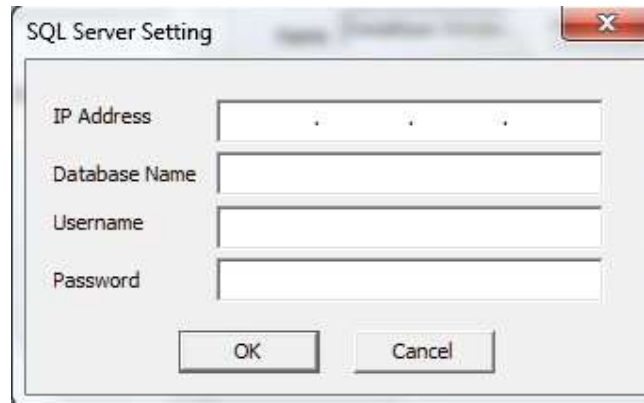 SQL Server Setting
IP Address . . .
Database Name
Username
Password
OK Cancel